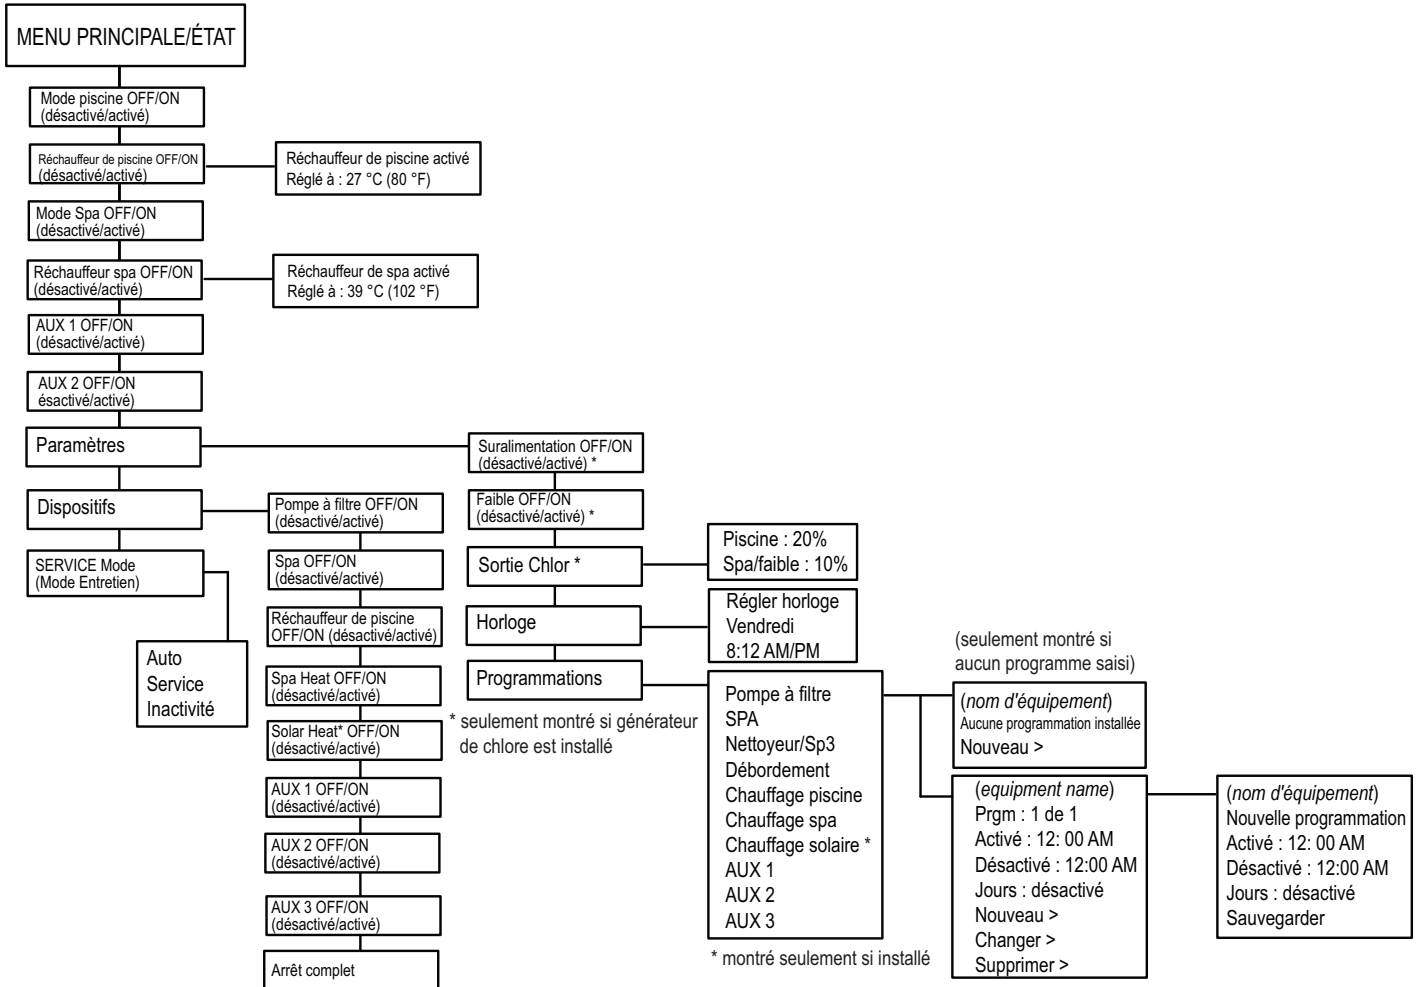 MENU PRINCIPALE/ÉTAT
Mode piscine OFF/ON
(désactivé/activé)
Réchauffeur de piscine OFF/ON
(désactivé/activé)
Réchauffeur de piscine activé
Réglé à : 27 °C (80 °F)
Mode Spa OFF/ON
(désactivé/activé)
Réchauffeur spa OFF/ON
(désactivé/activé)
Réchauffeur de spa activé
Réglé à : 39 °C (102 °F)
AUX 1 OFF/ON
(désactivé/activé)
AUX 2 OFF/ON
ésactivé/activé)
Paramètres
Dispositifs
SERVICE Mode
(Mode Entretien)
Auto
Service
Inactivité
Pompe à filtre OFF/ON
(désactivé/activé)
Spa OFF/ON
(désactivé/activé)
Réchauffeur de piscine
OFF/ON (désactivé/activé)
Spa Heat OFF/ON
(désactivé/activé)
Solar Heat* OFF/ON
(désactivé/activé)
AUX 1 OFF/ON
(désactivé/activé)
AUX 2 OFF/ON
(désactivé/activé)
AUX 3 OFF/ON
(désactivé/activé)
Arrêt complet
Suralimentation OFF/ON
(désactivé/activé) *
Faible OFF/ON
(désactivé/activé) *
Sortie Chlor *
Horloge
Programmations
* seulement montré si générateur
de chlore est installé
Piscine : 20%
Spa/faible : 10%
Régler horloge
Vendredi
8:12 AM/PM
Pompe à filtre
SPA
Nettoyeur/Sp3
Débordement
Chauffage piscine
Chauffage spa
Chauffage solaire *
AUX 1
AUX 2
AUX 3
* montré seulement si installé
(seulement montré si
aucun programme saisi)
(nom d'équipement)
Aucune programmation installée
Nouveau >
(equipment name)
Prgm : 1 de 1
Activé : 12: 00 AM
Désactivé : 12:00 AM
Jours : désactivé
Nouveau >
Changer >
Supprimer >
(nom d'équipement)
Nouvelle programmation
Activé : 12: 00 AM
Désactivé : 12:00 AM
Jours : désactivé
Sauvegarder